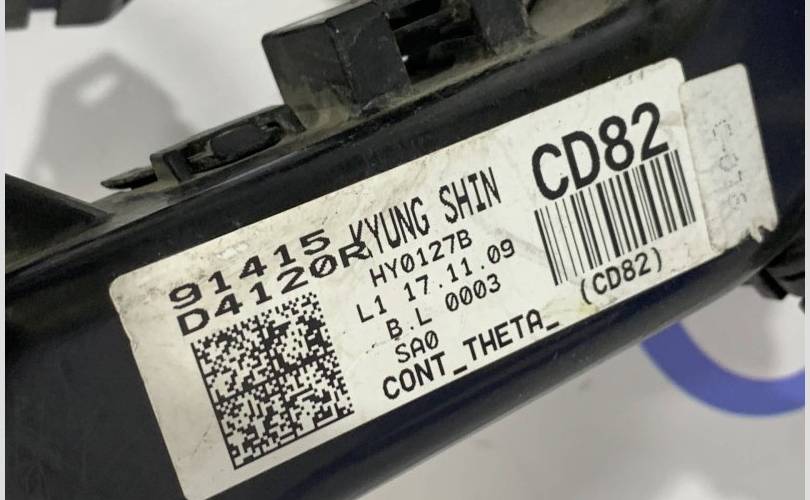 91415
D4120R
KYUNG SHIN
HY0127B
L1 17.11.09
B.L 0003
SA0
CONT_THETA_
CD82
(CD82)